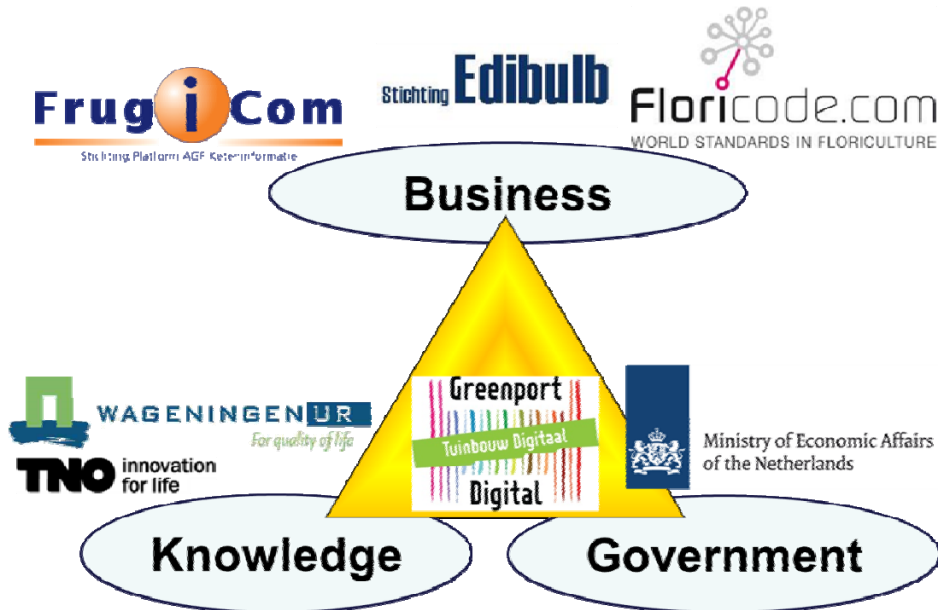 Frugicom
Stichting Platform AGF Keteninformatie
Stichting Edibulb
Floricode.com
WORLD STANDARDS IN FLORICULTURE
Business
WAGENINGEN UR
For quality of life
TNO innovation
for life
Greenport
Tuinbouw Digitaal
Digital
Ministry of Economic Affairs
of the Netherlands
Knowledge
Government